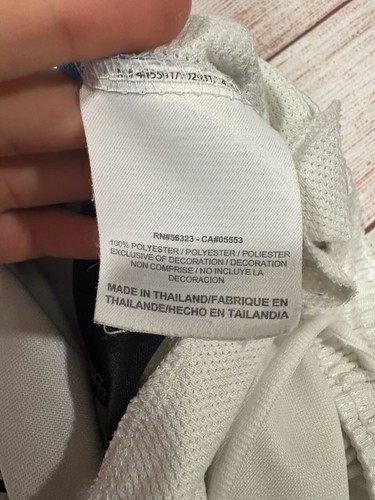 RN#56323 - CA#05553
100% POLYESTER / POLYESTER / POLIESTER
EXCLUSIVE OF DECORATION / DECORATION
NON COMPRISE / NO INCLUYE LA
DECORACION
MADE IN THAILAND/FABRIQUE EN
THAILANDE/HECHO EN TAILANDIA